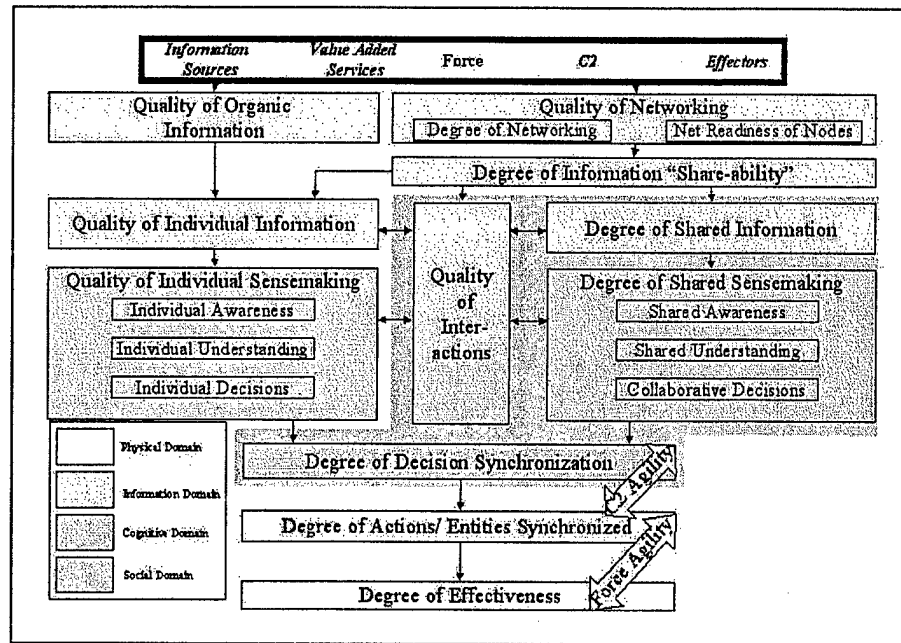 Information Sources
Value Added Services
Force
C2
Effectors
Quality of Organic
Information
Quality of Networking
Degree of Networking
Net Readiness of Nodes
Degree of Information “Share-ability”
Quality of Individual Information
Quality
of
Inter-
actions
Degree of Shared Information
Quality of Individual Sensemaking
Individual Awareness
Individual Understanding
Individual Decisions
Degree of Shared Sensemaking
Shared Awareness
Shared Understanding
Collaborative Decisions
Physical Domain
Information Domain
Cognitive Domain
Social Domain
Degree of Decision Synchronization
C2 Agility
Degree of Actions/ Entities Synchronized
Force Agility
Degree of Effectiveness